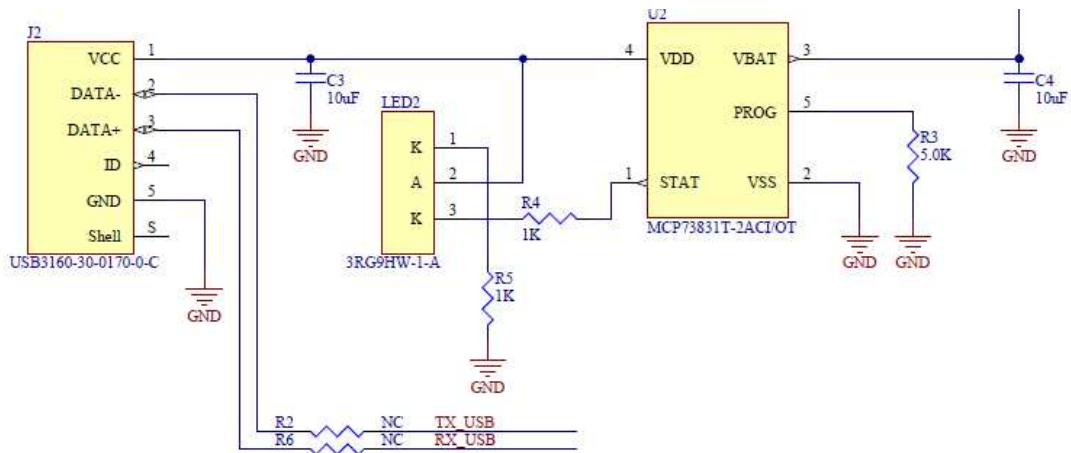 J2
VCC 1
DATA- 2
DATA+ 3
ID 4
GND 5
Shell S
USB3160-30-0170-0-C
GND
C3
10uF
GND
LED2
K 1
A 2
K 3
3RG9HW-1-A
R4
1K
R5
1K
GND
U2
4 VDD
VBAT 3
PROG 5
1 STAT
VSS 2
MCP73831T-2ACI/OT
GND
R3
5.0K
GND
C4
10uF
GND
R2 NC TX_USB
R6 NC RX_USB